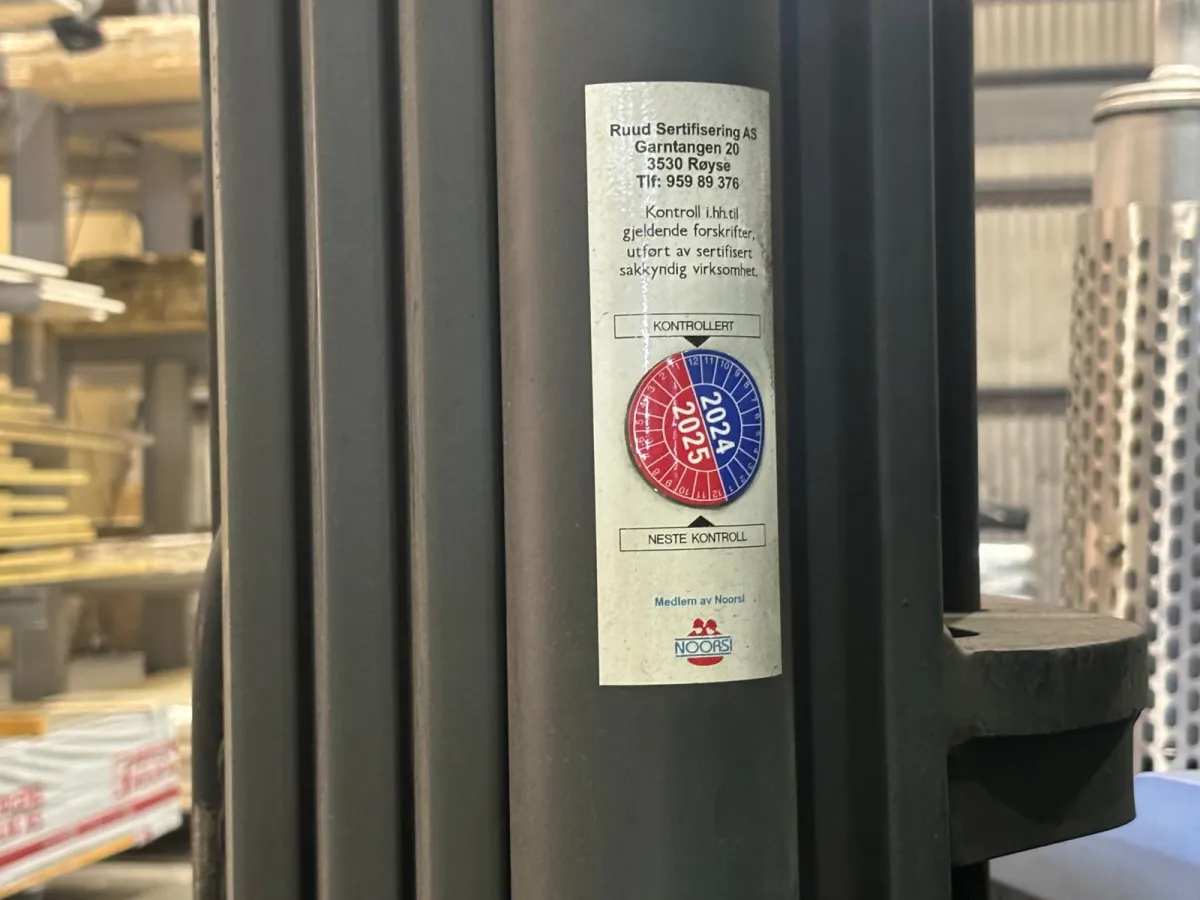 Ruud Sertifisering AS
Garntangen 20
3530 Røyse
Tlf: 959 89 376
Kontroll i.hh.til
gjeldende forskrifter,
utført av sertifisert
sakkyndig virksomhet.
KONTROLLERT
2024
2025
NESTE KONTROLL
Medlem av Noorsi
NOORSI